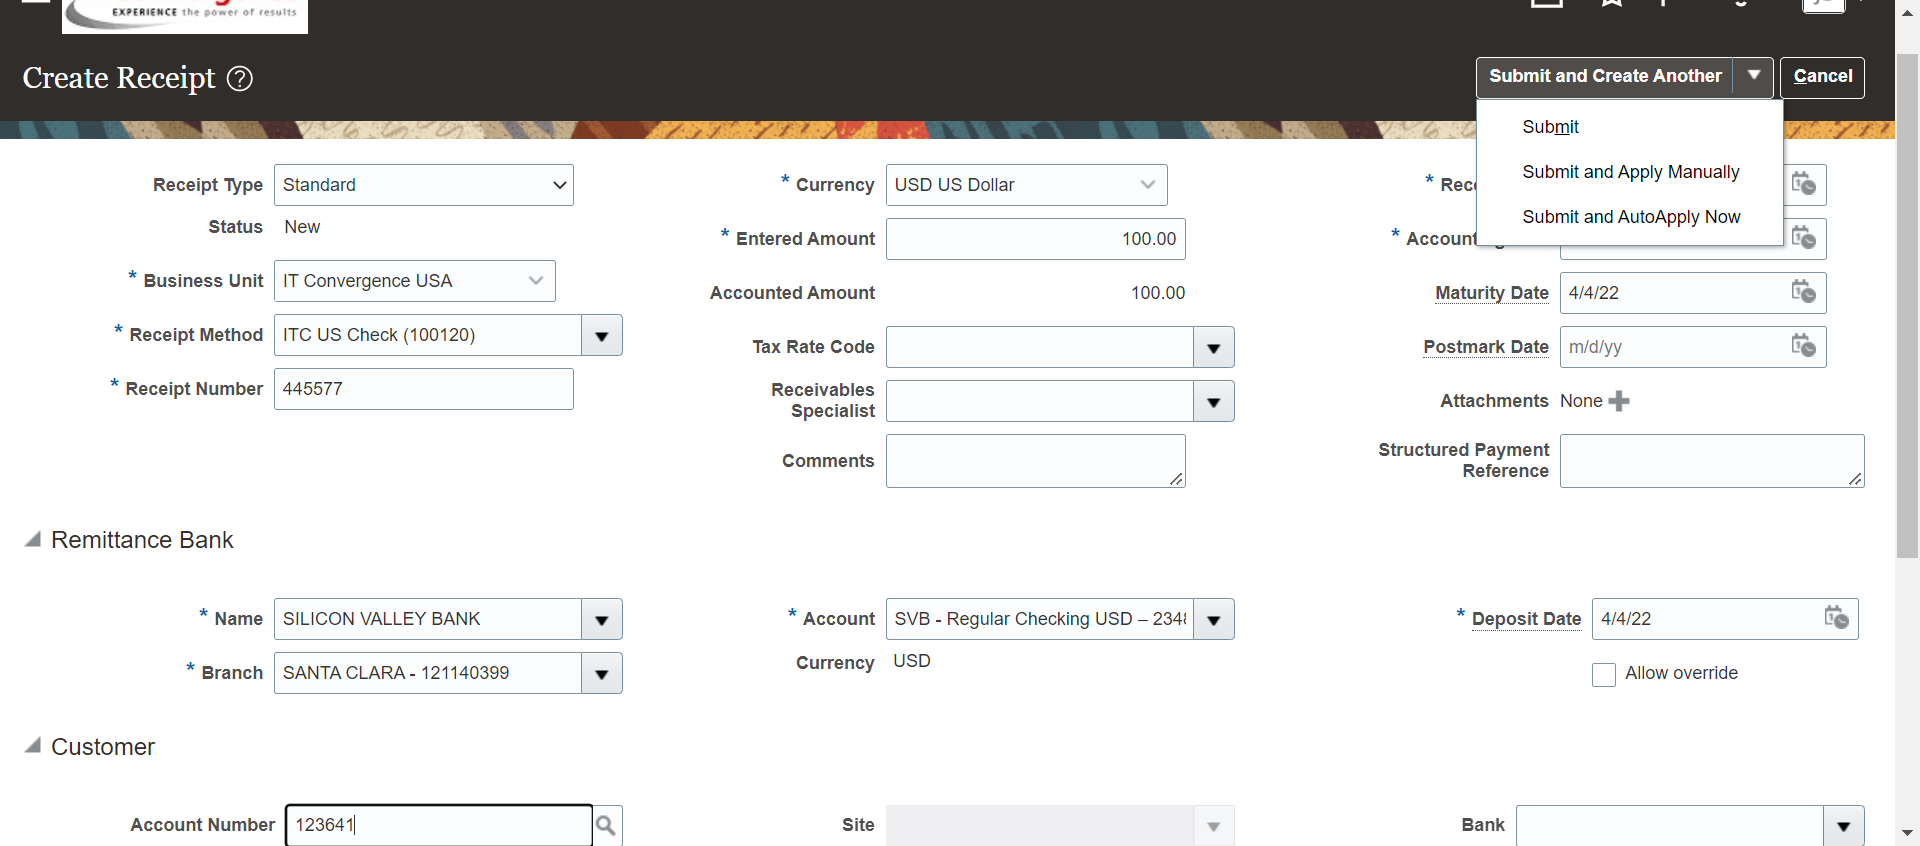 EXPERIENCE the power of results
Create Receipt ?
Submit and Create Another
Cancel
Submit
Submit and Apply Manually
Submit and AutoApply Now
Receipt Type Standard
Status New
* Business Unit IT Convergence USA
* Receipt Method ITC US Check (100120)
* Receipt Number 445577
* Currency USD US Dollar
* Entered Amount 100.00
Accounted Amount 100.00
Tax Rate Code
Receivables
Specialist
Comments
* Rec
* Account
Maturity Date 4/4/22
Postmark Date m/d/yy
Attachments None
Structured Payment
Reference
Remittance Bank
* Name SILICON VALLEY BANK
* Branch SANTA CLARA - 121140399
* Account SVB - Regular Checking USD – 234
Currency USD
* Deposit Date 4/4/22
Allow override
Customer
Account Number 123641
Site
Bank